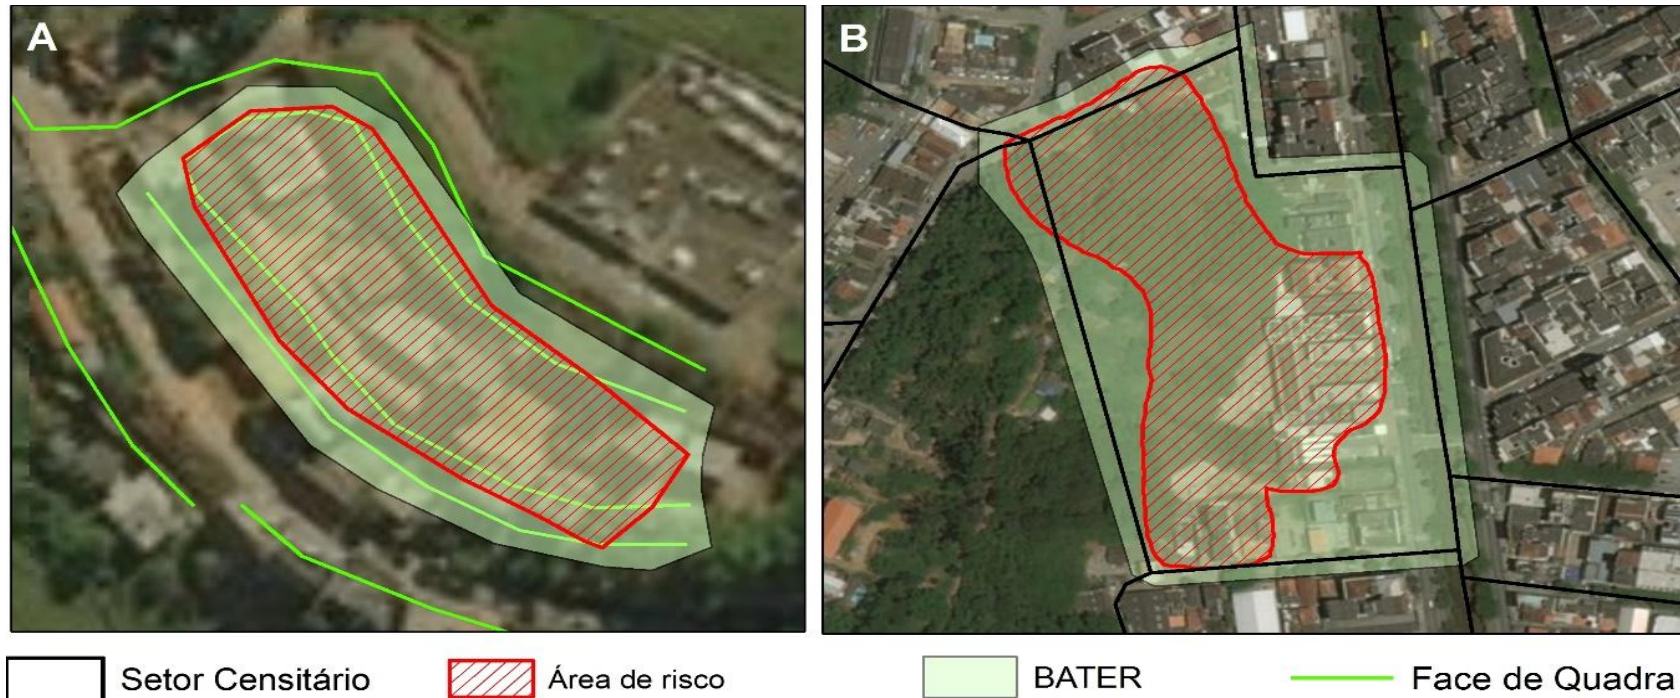 A
B
Setor Censitário
Área de risco
BATER
Face de Quadra